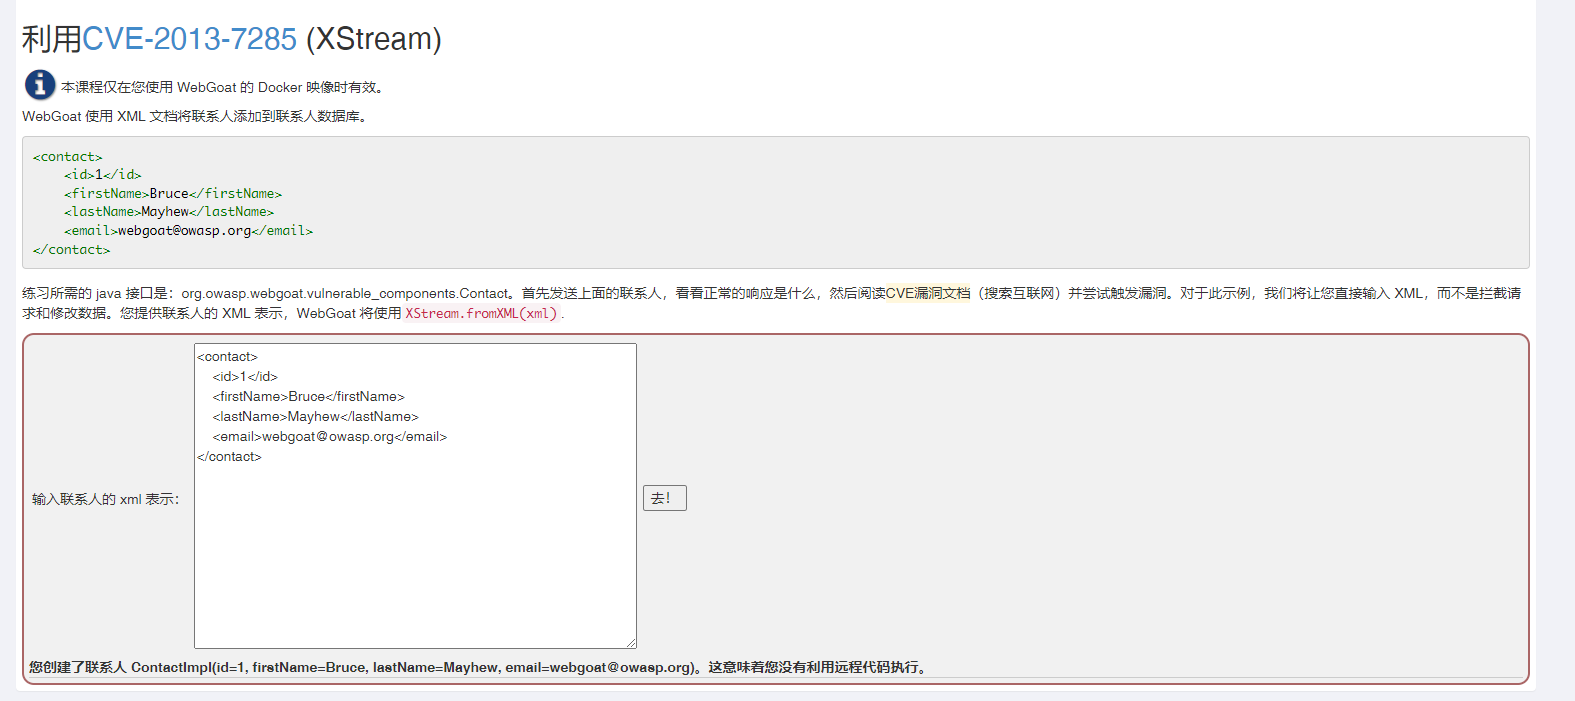 利用CVE-2013-7285 (XStream)
本课程仅在您使用 WebGoat 的 Docker 映像时有效。
WebGoat 使用 XML 文档将联系人添加到联系人数据库。
<contact>
    <id>1</id>
    <firstName>Bruce</firstName>
    <lastName>Mayhew</lastName>
    <email>webgoat@owasp.org</email>
</contact>
练习所需的 java 接口是：org.owasp.webgoat.vulnerable_components.Contact。首先发送上面的联系人，看看正常的响应是什么，然后阅读CVE漏洞文档（搜索互联网）并尝试触发漏洞。对于此示例，我们将让您直接输入 XML，而不是拦截请
求和修改数据。您提供联系人的 XML 表示，WebGoat 将使用 XStream.fromXML(xml) .
<contact>
    <id>1</id>
    <firstName>Bruce</firstName>
    <lastName>Mayhew</lastName>
    <email>webgoat@owasp.org</email>
</contact>
输入联系人的 xml 表示：
去！
您创建了联系人 ContactImpl(id=1, firstName=Bruce, lastName=Mayhew, email=webgoat@owasp.org)。这意味着您没有利用远程代码执行。